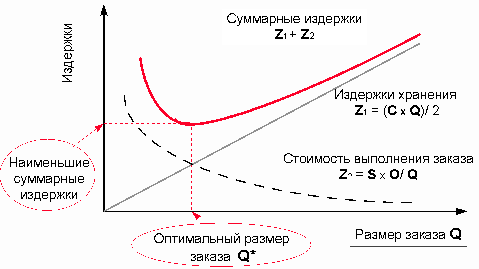 Суммарные издержки
Z1 + Z2
Издержки
Издержки хранения
Z1 = (C x Q)/ 2
Наименьшие
суммарные
издержки
Стоимость выполнения заказа
Z2 = S x O/ Q
Оптимальный размер
заказа Q*
Размер заказа Q